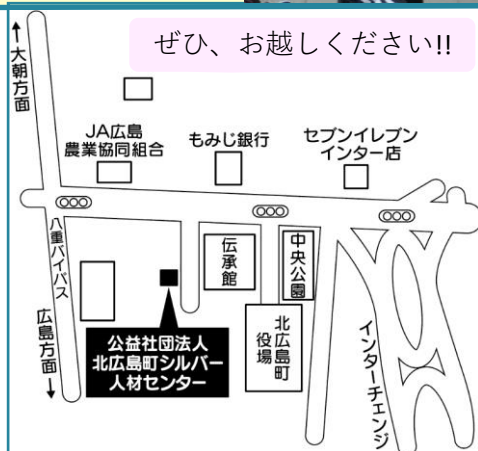 ぜひ、お越しください!!
↑大朝方面
JA広島
農業協同組合
もみじ銀行
セブンイレブン
インター店
八重バイパス
広島方面→
伝承館
中央公園
公益社団法人
北広島町シルバー
人材センター
北広島町
役場
インターチェンジ